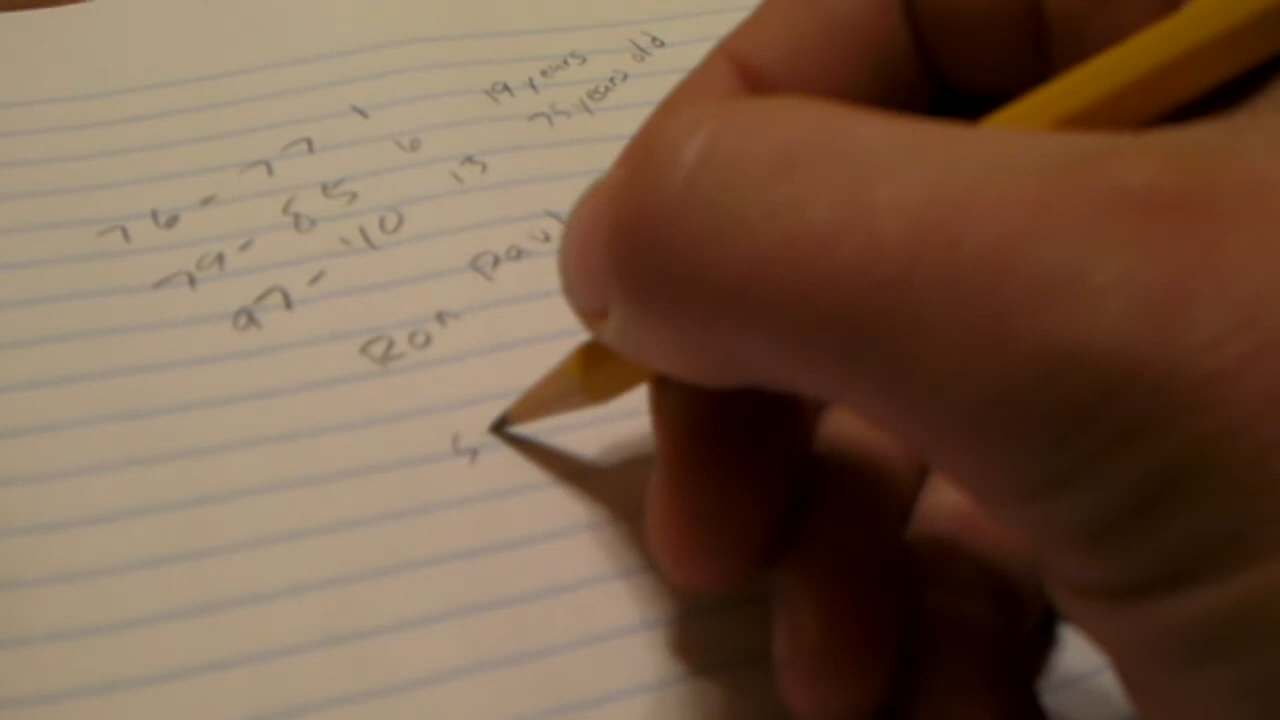 76 - 77 1 19 years
79 - 85 6 75 years old
97 - '10 13
Ron Paul
S